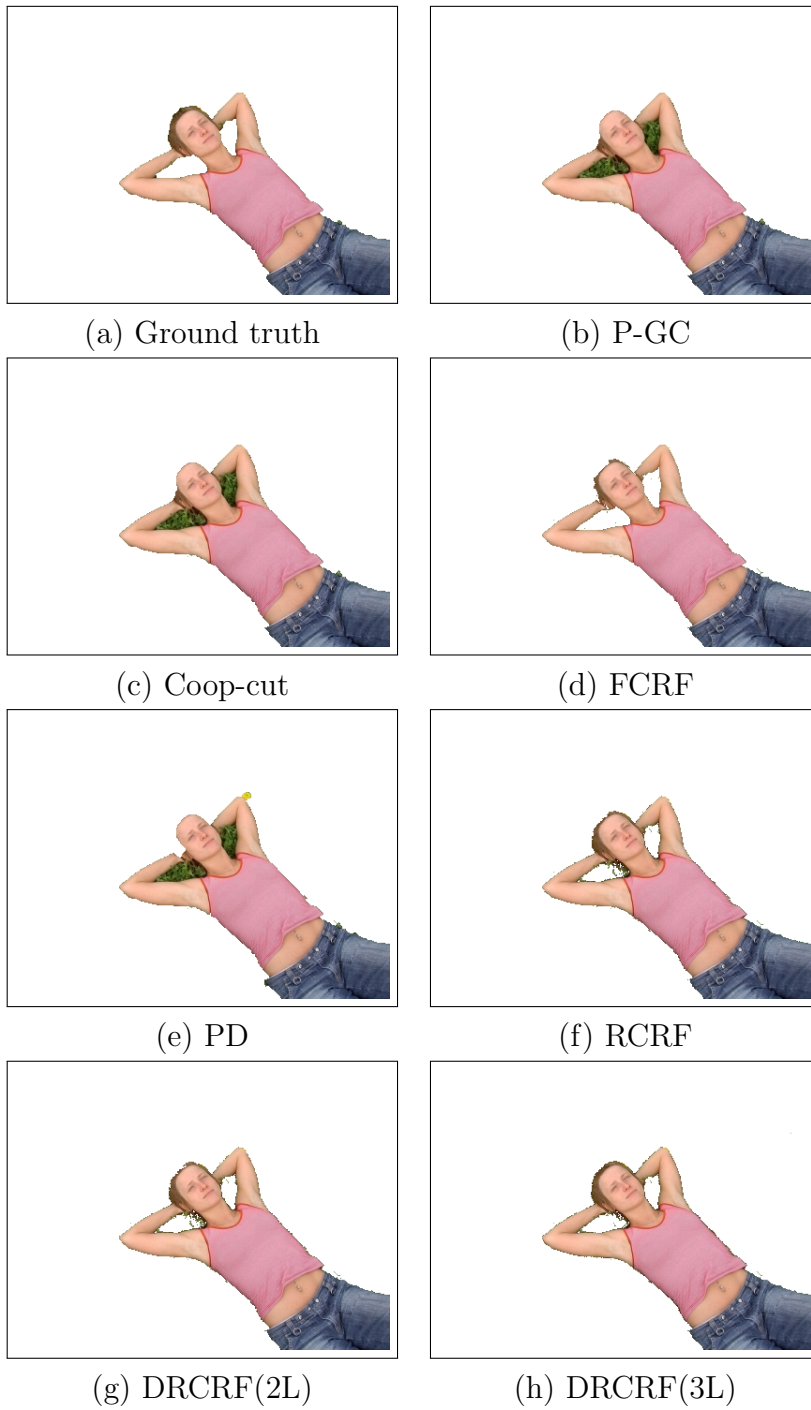 (a) Ground truth
(b) P-GC
(c) Coop-cut
(d) FCRF
(e) PD
(f) RCRF
(g) DRCRF(2L)
(h) DRCRF(3L)